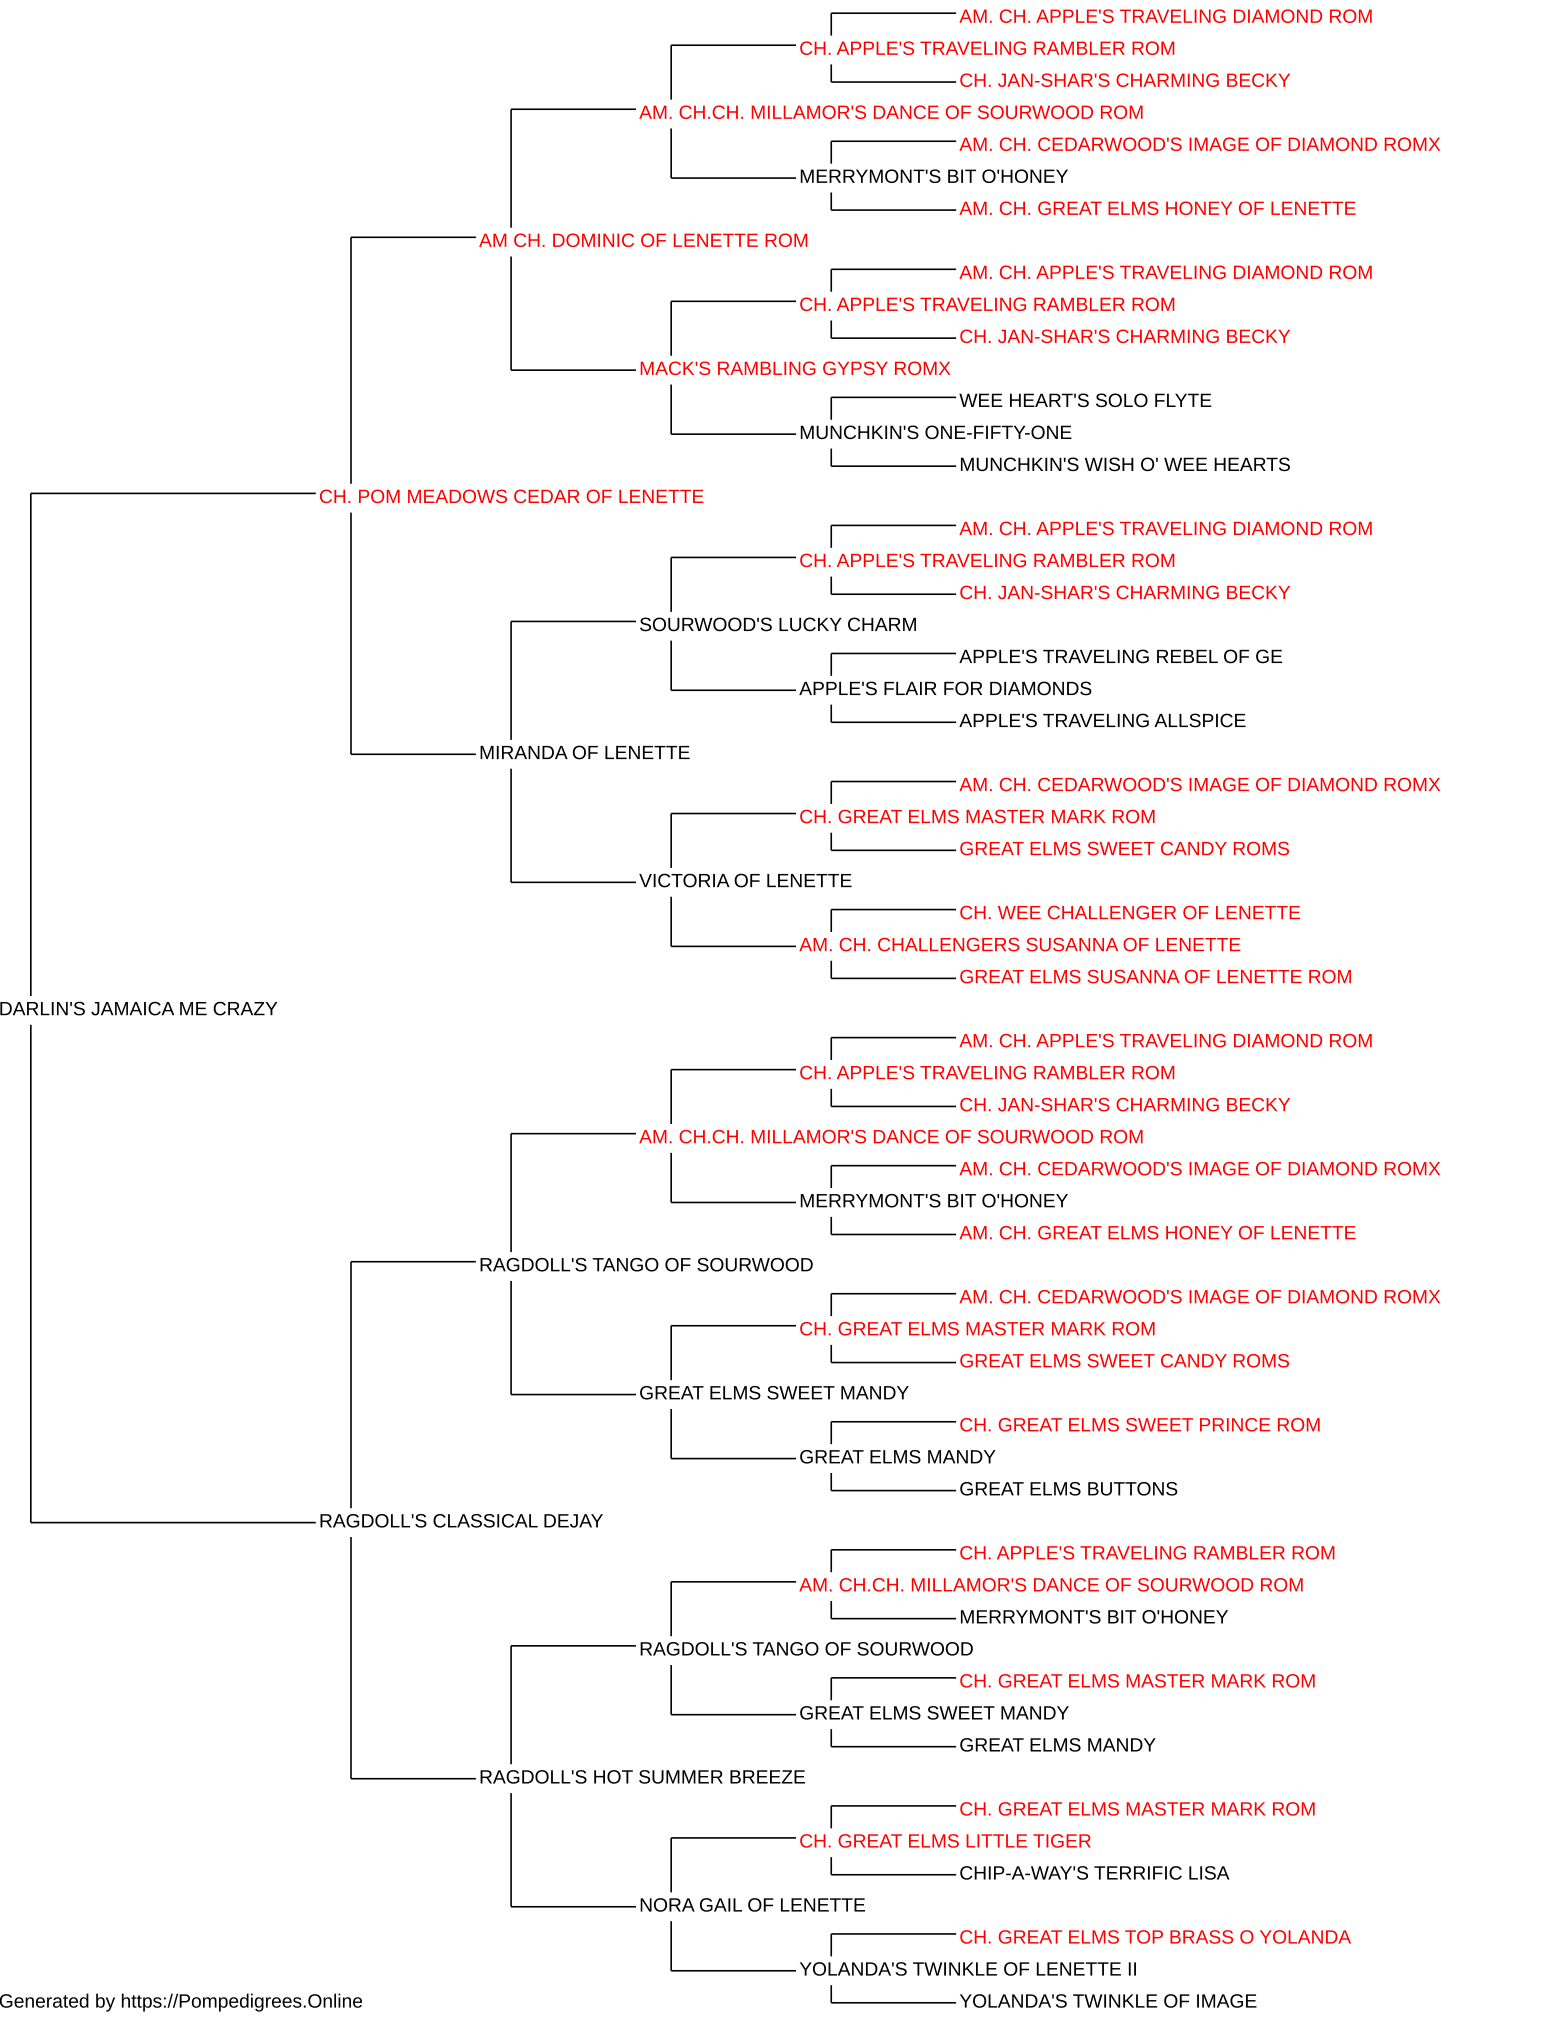 AM. CH. APPLE'S TRAVELING DIAMOND ROM
CH. APPLE'S TRAVELING RAMBLER ROM
CH. JAN-SHAR'S CHARMING BECKY
AM. CH.CH. MILLAMOR'S DANCE OF SOURWOOD ROM
AM. CH. CEDARWOOD'S IMAGE OF DIAMOND ROMX
MERRYMONT'S BIT O'HONEY
AM. CH. GREAT ELMS HONEY OF LENETTE
AM CH. DOMINIC OF LENETTE ROM
AM. CH. APPLE'S TRAVELING DIAMOND ROM
CH. APPLE'S TRAVELING RAMBLER ROM
CH. JAN-SHAR'S CHARMING BECKY
MACK'S RAMBLING GYPSY ROMX
WEE HEART'S SOLO FLYTE
MUNCHKIN'S ONE-FIFTY-ONE
MUNCHKIN'S WISH O' WEE HEARTS
CH. POM MEADOWS CEDAR OF LENETTE
AM. CH. APPLE'S TRAVELING DIAMOND ROM
CH. APPLE'S TRAVELING RAMBLER ROM
CH. JAN-SHAR'S CHARMING BECKY
SOURWOOD'S LUCKY CHARM
APPLE'S TRAVELING REBEL OF GE
APPLE'S FLAIR FOR DIAMONDS
APPLE'S TRAVELING ALLSPICE
MIRANDA OF LENETTE
AM. CH. CEDARWOOD'S IMAGE OF DIAMOND ROMX
CH. GREAT ELMS MASTER MARK ROM
GREAT ELMS SWEET CANDY ROMS
VICTORIA OF LENETTE
CH. WEE CHALLENGER OF LENETTE
AM. CH. CHALLENGERS SUSANNA OF LENETTE
GREAT ELMS SUSANNA OF LENETTE ROM
DARLIN'S JAMAICA ME CRAZY
AM. CH. APPLE'S TRAVELING DIAMOND ROM
CH. APPLE'S TRAVELING RAMBLER ROM
CH. JAN-SHAR'S CHARMING BECKY
AM. CH.CH. MILLAMOR'S DANCE OF SOURWOOD ROM
AM. CH. CEDARWOOD'S IMAGE OF DIAMOND ROMX
MERRYMONT'S BIT O'HONEY
AM. CH. GREAT ELMS HONEY OF LENETTE
RAGDOLL'S TANGO OF SOURWOOD
AM. CH. CEDARWOOD'S IMAGE OF DIAMOND ROMX
CH. GREAT ELMS MASTER MARK ROM
GREAT ELMS SWEET CANDY ROMS
GREAT ELMS SWEET MANDY
CH. GREAT ELMS SWEET PRINCE ROM
GREAT ELMS MANDY
GREAT ELMS BUTTONS
RAGDOLL'S CLASSICAL DEJAY
CH. APPLE'S TRAVELING RAMBLER ROM
AM. CH.CH. MILLAMOR'S DANCE OF SOURWOOD ROM
MERRYMONT'S BIT O'HONEY
RAGDOLL'S TANGO OF SOURWOOD
CH. GREAT ELMS MASTER MARK ROM
GREAT ELMS SWEET MANDY
GREAT ELMS MANDY
RAGDOLL'S HOT SUMMER BREEZE
CH. GREAT ELMS MASTER MARK ROM
CH. GREAT ELMS LITTLE TIGER
CHIP-A-WAY'S TERRIFIC LISA
NORA GAIL OF LENETTE
CH. GREAT ELMS TOP BRASS O YOLANDA
YOLANDA'S TWINKLE OF LENETTE II
YOLANDA'S TWINKLE OF IMAGE
Generated by https://Pompedigrees.Online